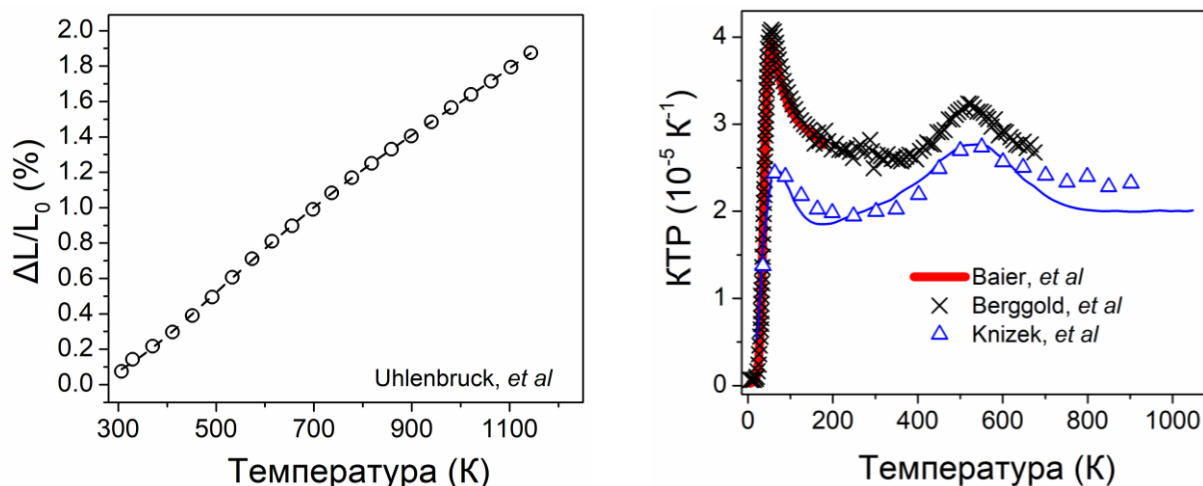 2.0
1.8
1.6
1.4
1.2
1.0
0.8
0.6
0.4
0.2
0.0
ΔL/L0 (%)
Uhlenbruck, et al
300 500 700 900 1100
Температура (К)
4
3
2
1
0
КТР (10-5 К-1)
Baier, et al
Berggold, et al
Knizek, et al
0 200 400 600 800 1000
Температура (К)